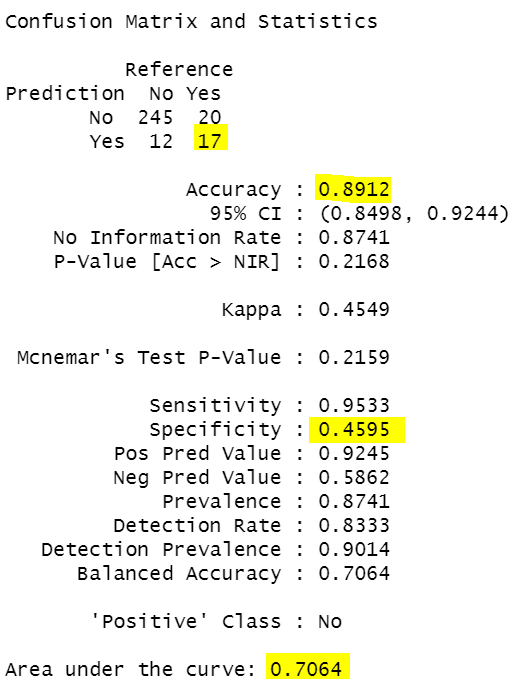 Confusion Matrix and Statistics
Reference
Prediction No Yes
No 245 20
Yes 12 17
Accuracy : 0.8912
95% CI : (0.8498, 0.9244)
No Information Rate : 0.8741
P-Value [Acc > NIR] : 0.2168
Kappa : 0.4549
Mcnemar's Test P-Value : 0.2159
Sensitivity : 0.9533
Specificity : 0.4595
Pos Pred Value : 0.9245
Neg Pred Value : 0.5862
Prevalence : 0.8741
Detection Rate : 0.8333
Detection Prevalence : 0.9014
Balanced Accuracy : 0.7064
'Positive' Class : No
Area under the curve: 0.7064